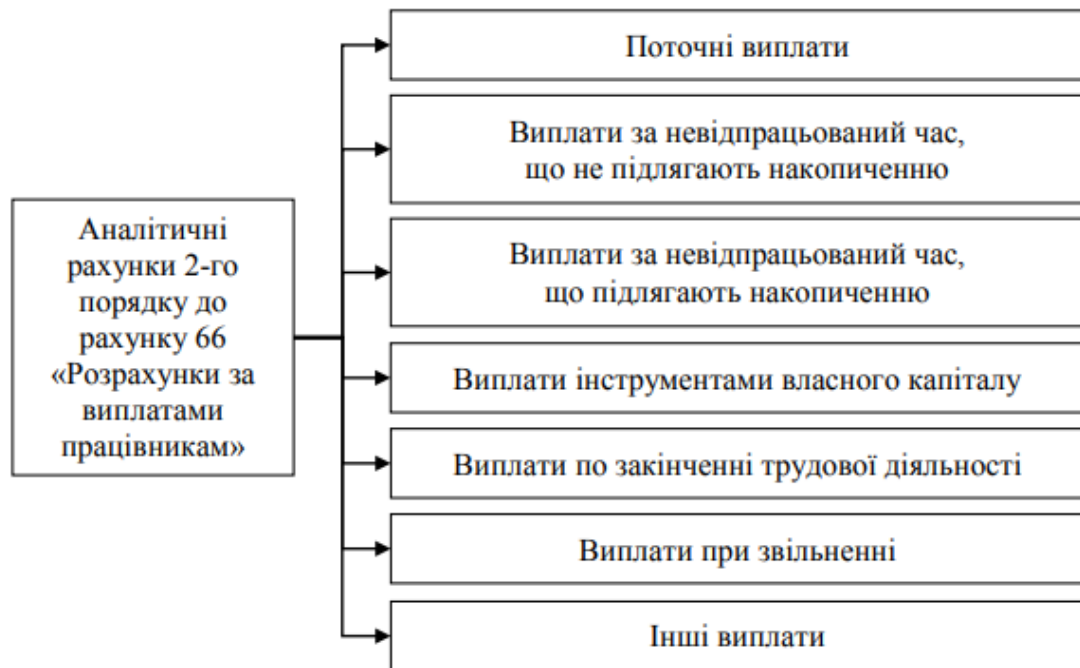 Аналітичні
рахунки 2-го
порядку до
рахунку 66
«Розрахунки за
виплатами
працівникам»
Поточні виплати
Виплати за невідпрацьований час,
що не підлягають накопиченню
Виплати за невідпрацьований час,
що підлягають накопиченню
Виплати інструментами власного капіталу
Виплати по закінченні трудової діяльності
Виплати при звільненні
Інші виплати